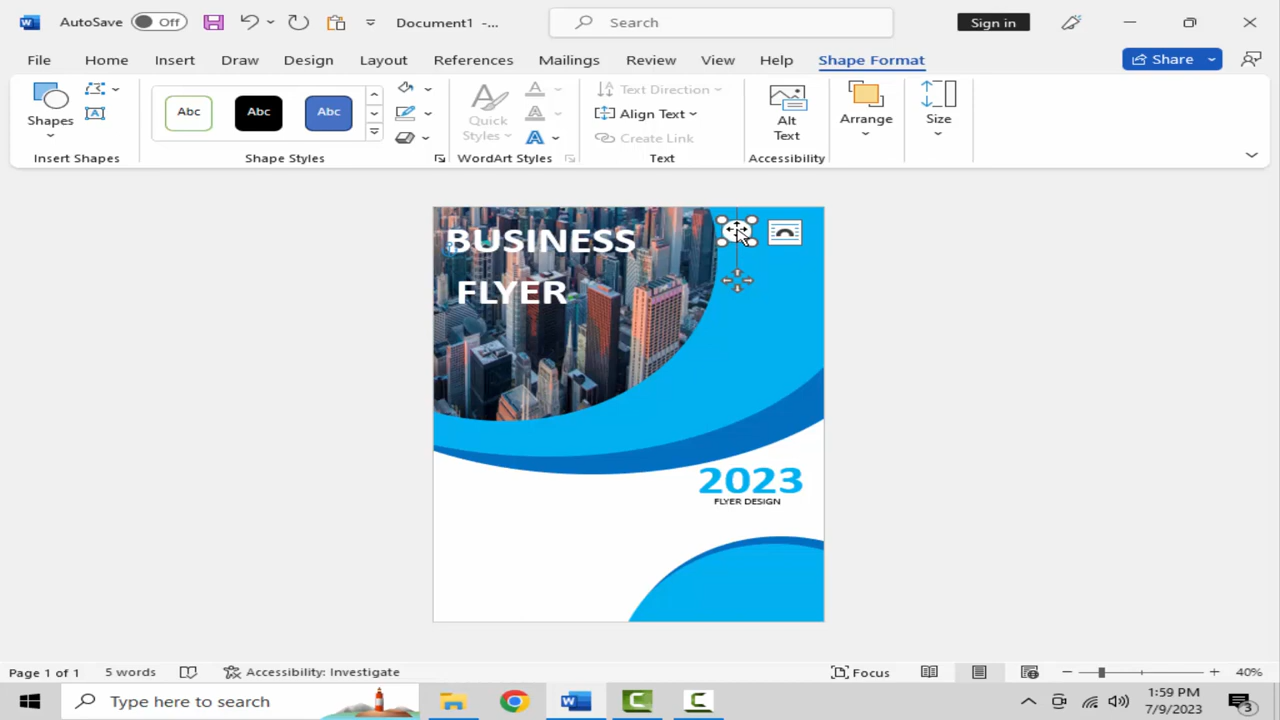 AutoSave Off Document1 -... Search Sign in
File Home Insert Draw Design Layout References Mailings Review View Help Shape Format Share
Shapes
Abc Abc Abc
Quick Styles
Text Direction
Align Text
Create Link
Alt Text
Arrange
Size
Insert Shapes Shape Styles WordArt Styles Text Accessibility
BUSINESS
FLYER
2023
FLYER DESIGN
Page 1 of 1 5 words Accessibility: Investigate Focus 40%
Type here to search
1:59 PM
7/9/2023
3